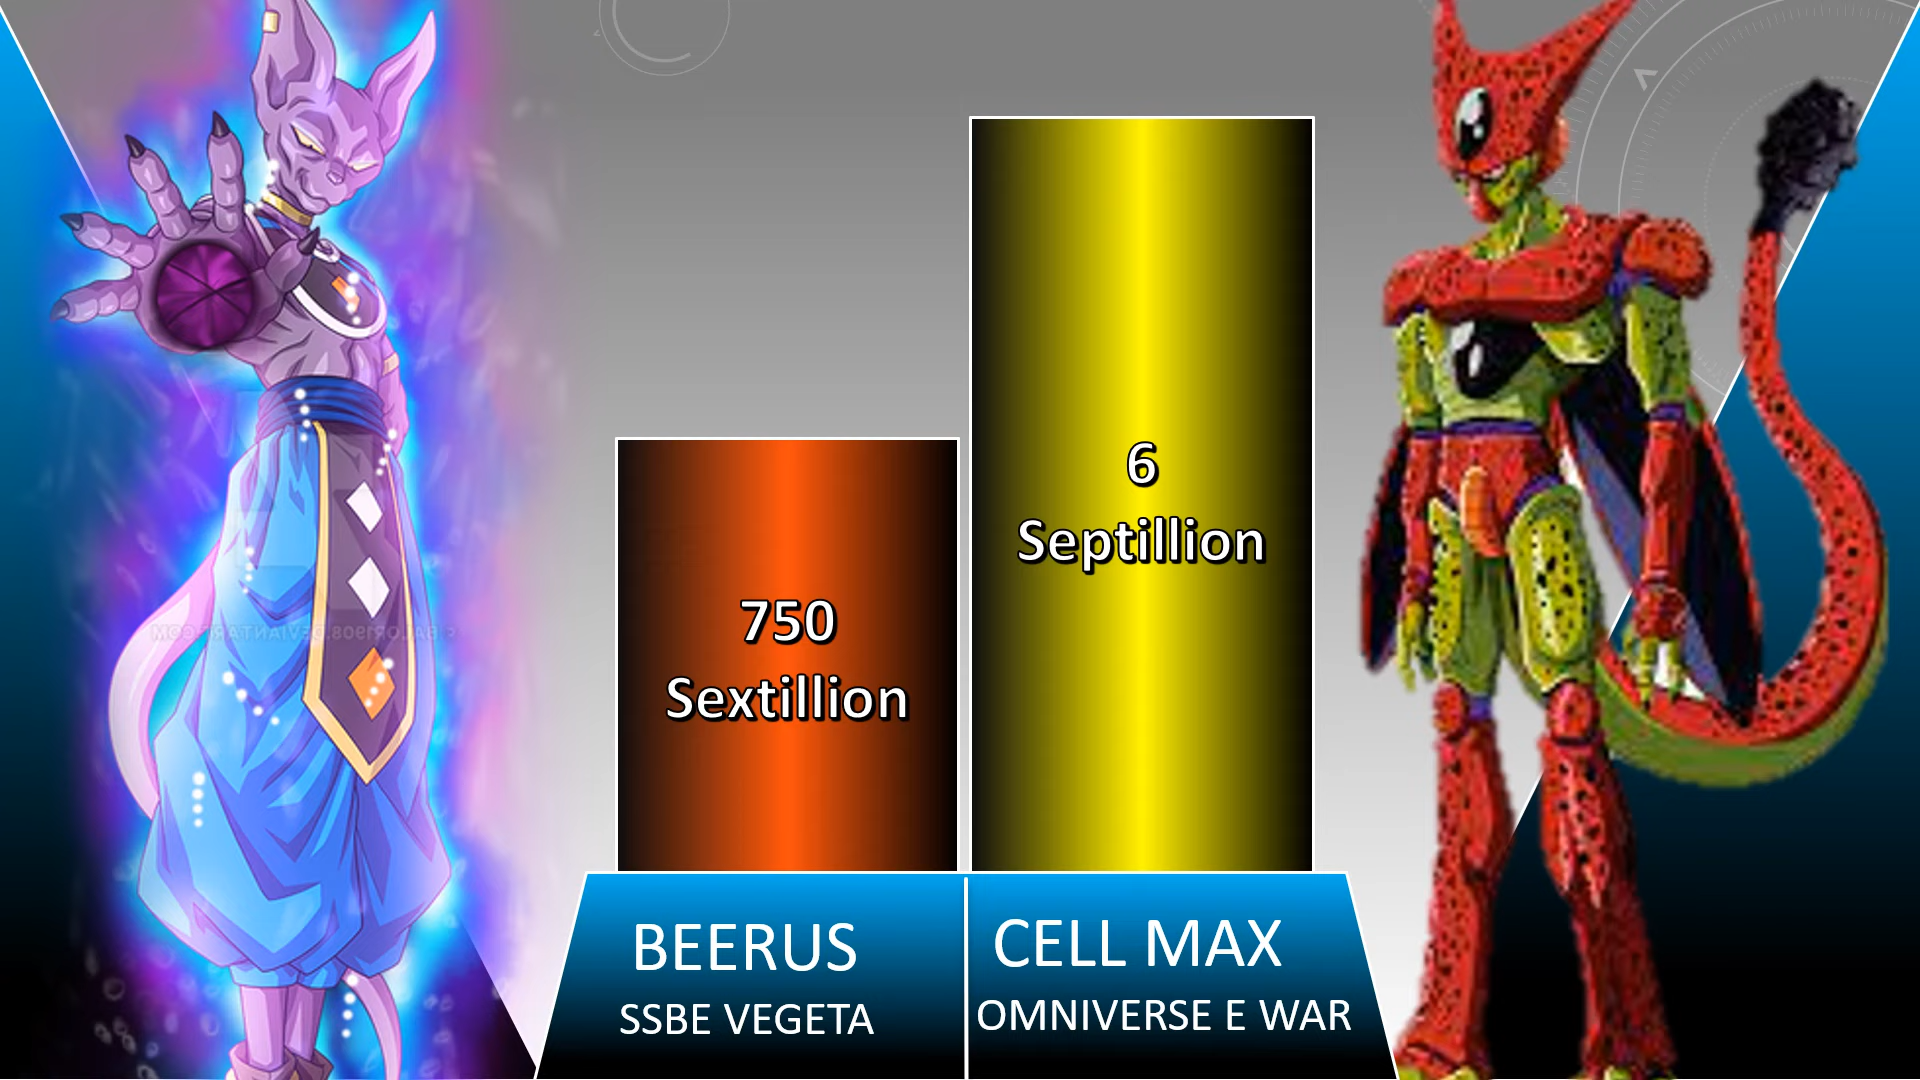 6
Septillion
750
Sextillion
BEERUS
SSBE VEGETA
CELL MAX
OMNIVERSE E WAR